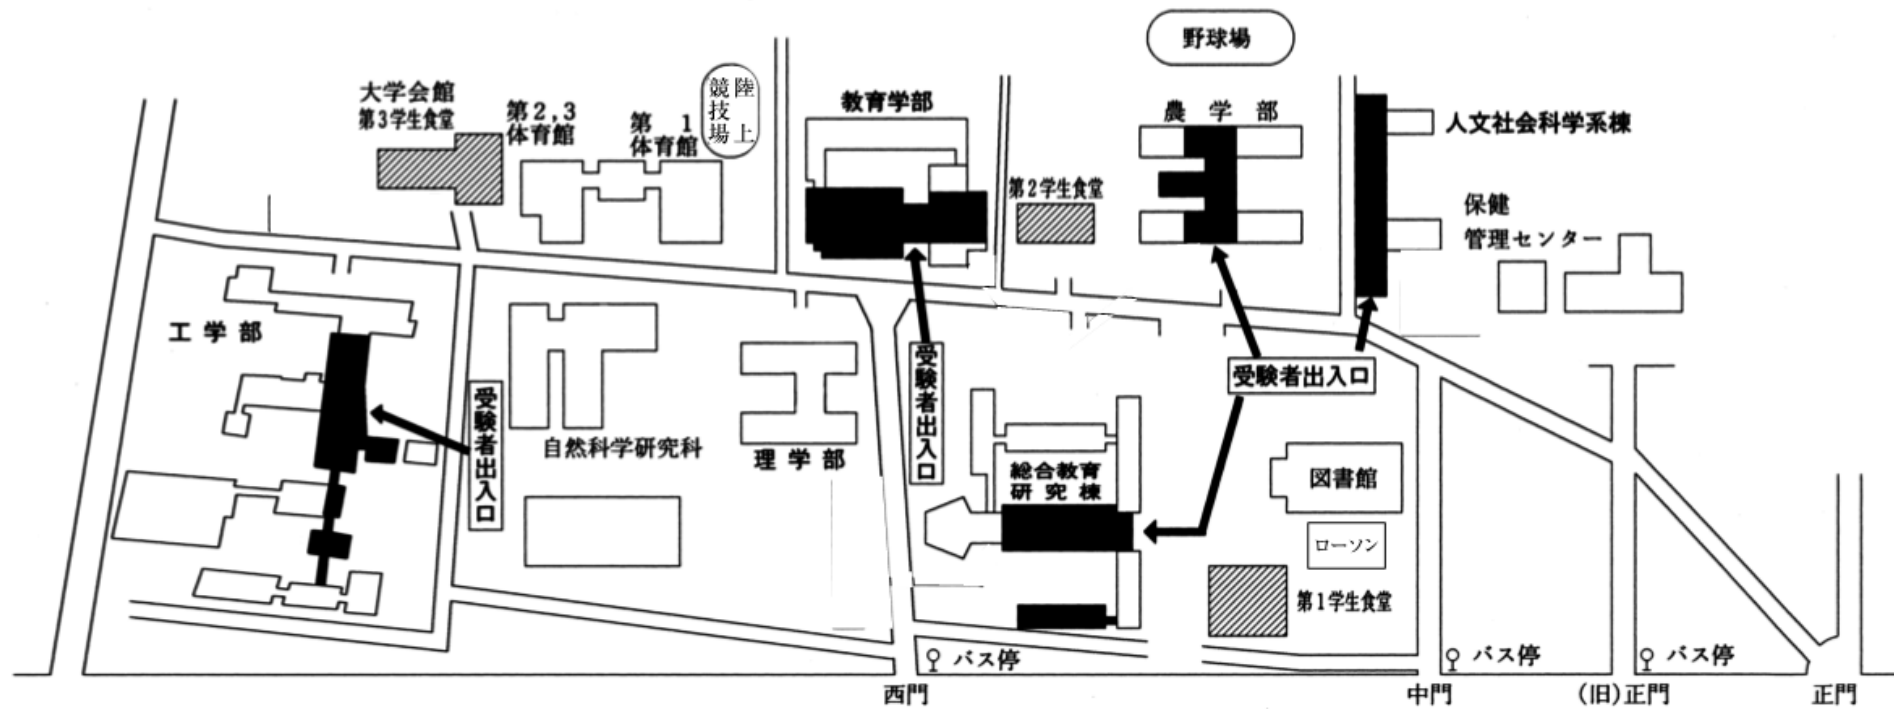 野球場
大学会館
第3学生食堂
第2,3
体育館
第 1
体育館
陸上
競技場
教育学部
第2学生食堂
農 学 部
人文社会科学系棟
保健
管理センター
工 学 部
受験者出入口
自然科学研究科
理 学 部
受験者出入口
総合教育
研 究 棟
受験者出入口
図書館
ローソン
第1学生食堂
バス停
バス停
バス停
西門
中門
(旧)正門
正門